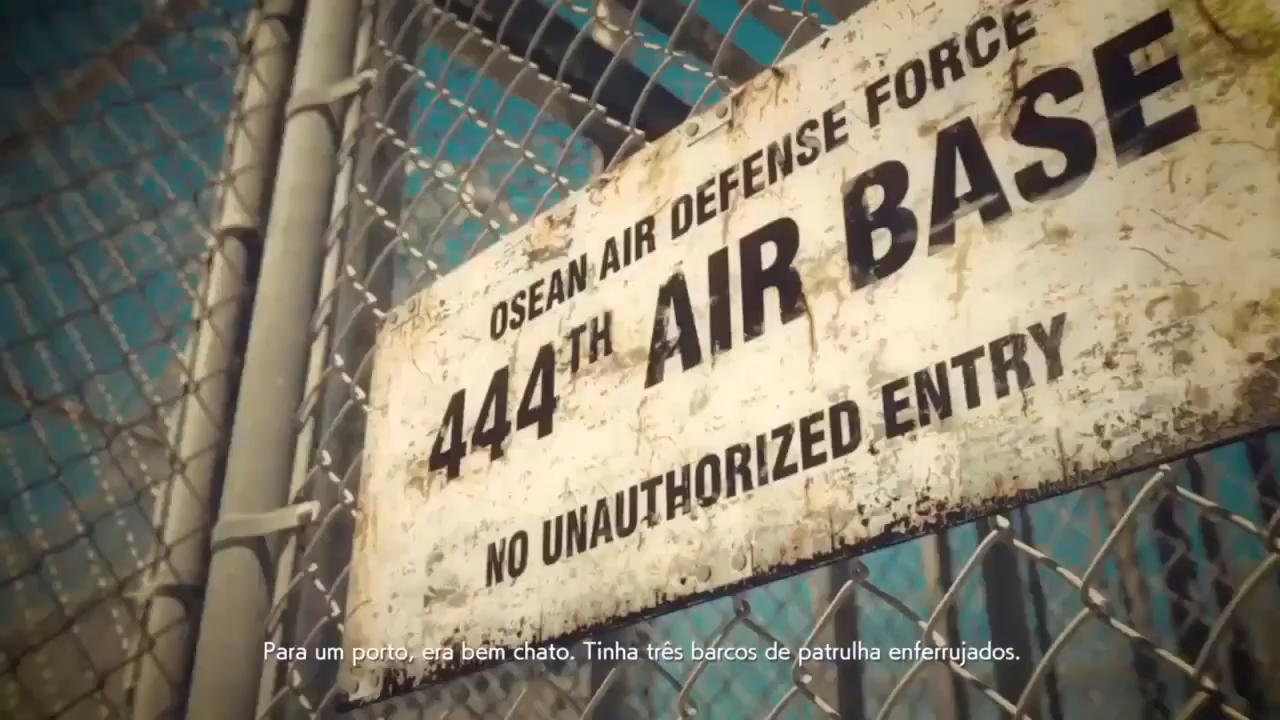 OSEAN AIR DEFENSE FORCE
444TH AIR BASE
NO UNAUTHORIZED ENTRY
Para um porto, era bem chato. Tinha três barcos de patrulha enferrujados.